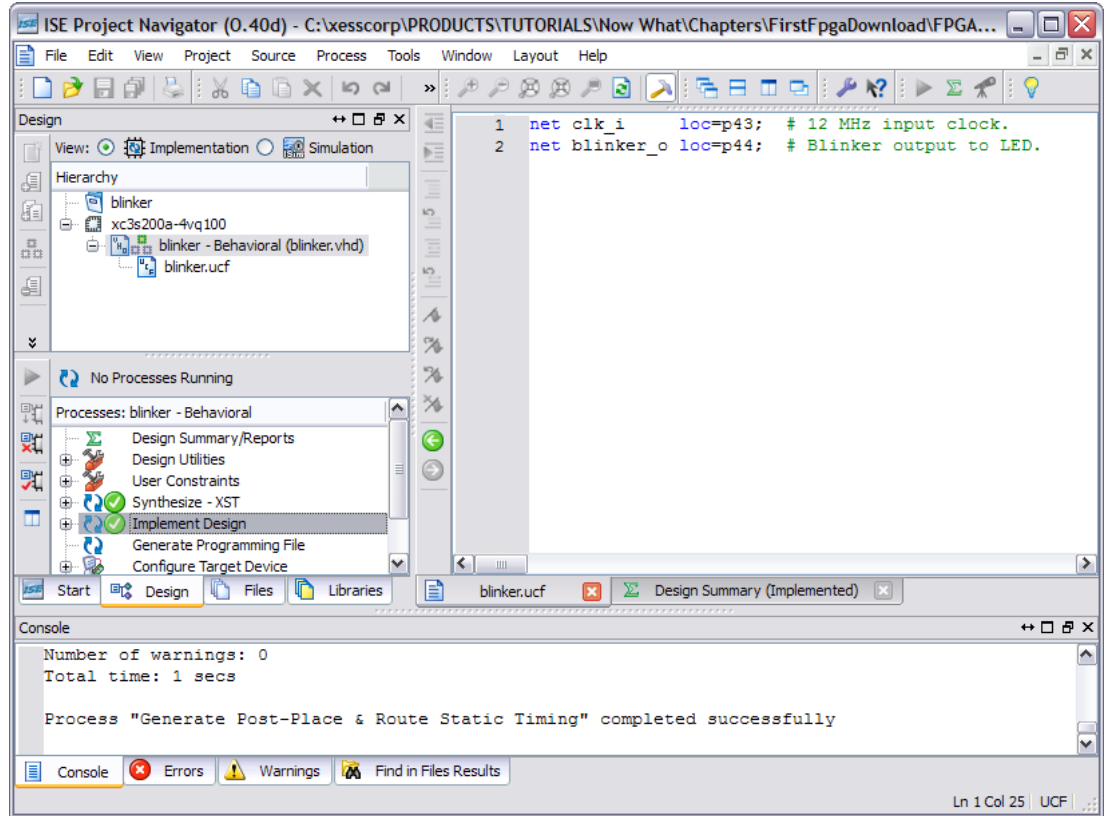 ISE Project Navigator (0.40d) - C:\xesscorp\PRODUCTS\TUTORIALS\Now What\Chapters\FirstFpgaDownload\FPGA...
File Edit View Project Source Process Tools Window Layout Help
Design
View: Implementation Simulation
Hierarchy
blinker
xc3s200a-4vq100
blinker - Behavioral (blinker.vhd)
blinker.ucf
No Processes Running
Processes: blinker - Behavioral
Design Summary/Reports
Design Utilities
User Constraints
Synthesize - XST
Implement Design
Generate Programming File
Configure Target Device
Start Design Files Libraries
1 net clk_i loc=p43; # 12 MHz input clock.
2 net blinker_o loc=p44; # Blinker output to LED.
blinker.ucf Design Summary (Implemented)
Console
Number of warnings: 0
Total time: 1 secs
Process "Generate Post-Place & Route Static Timing" completed successfully
Console Errors Warnings Find in Files Results
Ln 1 Col 25 UCF